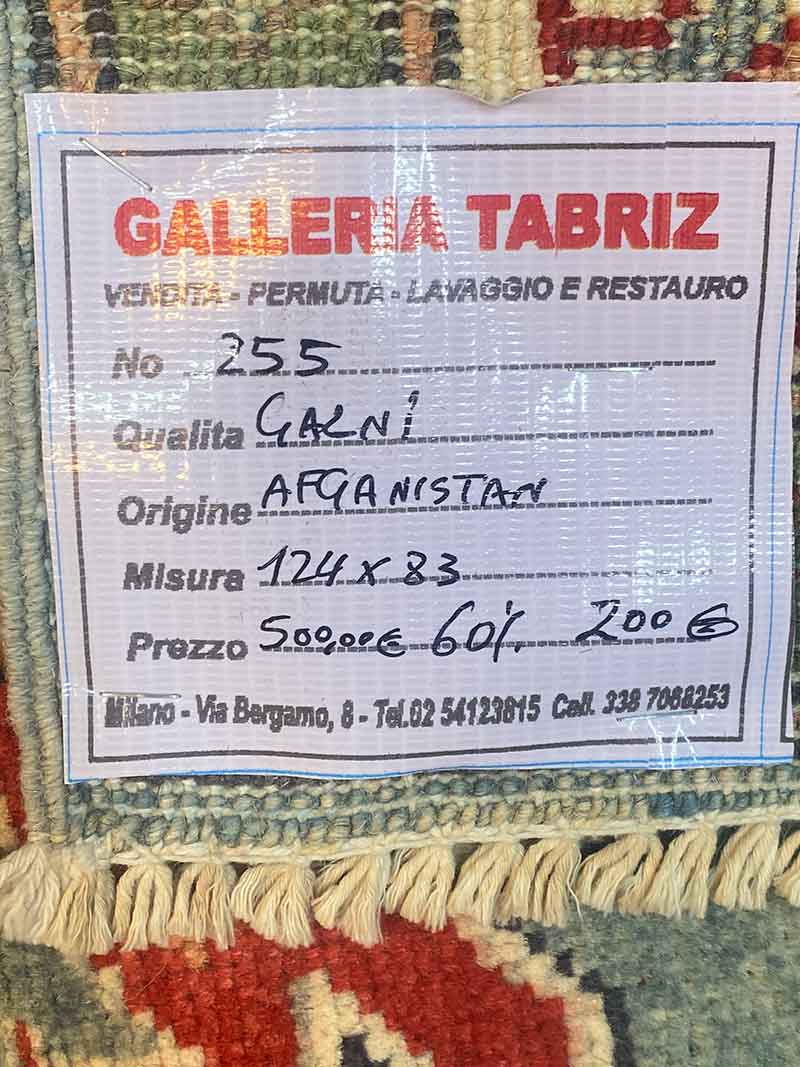 GALLERIA TABRIZ
VENDITA - PERMUTA - LAVAGGIO E RESTAURO
No 255
Qualita GAZNI
Origine AFGANISTAN
Misura 124 x 83
Prezzo 500,00€ 60% 200 €
Milano - Via Bergamo, 8 - Tel.02 54123815 Cell. 338 7068253